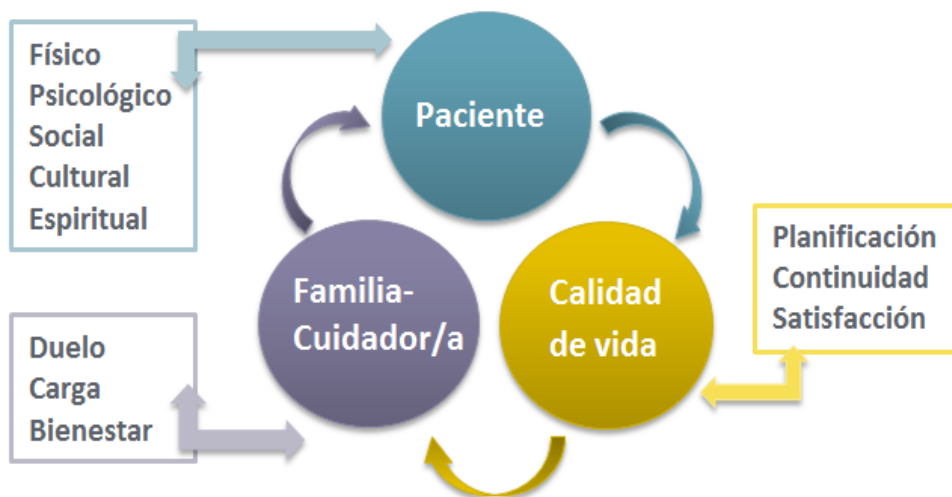 Físico
Psicológico
Social
Cultural
Espiritual
Paciente
Planificación
Continuidad
Satisfacción
Familia-
Cuidador/a
Calidad
de vida
Duelo
Carga
Bienestar